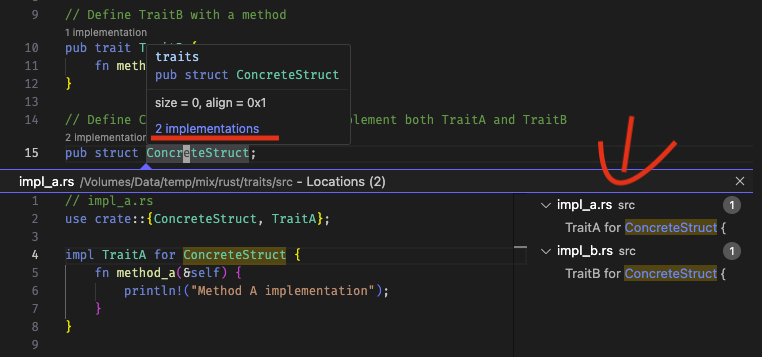 9 // Define TraitB with a method
1 implementation
10 pub trait T
11 fn meth
12 }
traits
pub struct ConcreteStruct
size = 0, align = 0x1
2 implementations
14 // Define C plement both TraitA and TraitB
2 implementation
15 pub struct ConcreteStruct;
impl_a.rs /Volumes/Data/temp/mix/rust/traits/src - Locations (2)
1 // impl_a.rs
2 use crate::{ConcreteStruct, TraitA};
3
4 impl TraitA for ConcreteStruct {
5 fn method_a(&self) {
6 println!("Method A implementation");
7 }
8 }
9
impl_a.rs src 1
TraitA for ConcreteStruct {
impl_b.rs src 1
TraitB for ConcreteStruct {